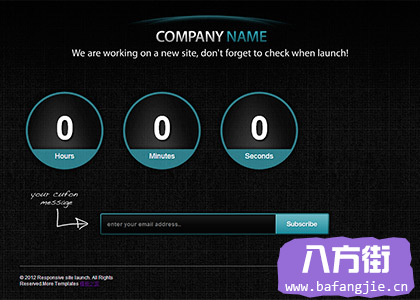 COMPANY NAME
We are working on a new site, don't forget to check when launch!
0 0 0
Hours Minutes Seconds
your cufon
message
enter your email address..
Subscribe
© 2012 Responsive site launch. All Rights
Reserved.More Templates
八方街
www.bafangjie.cn